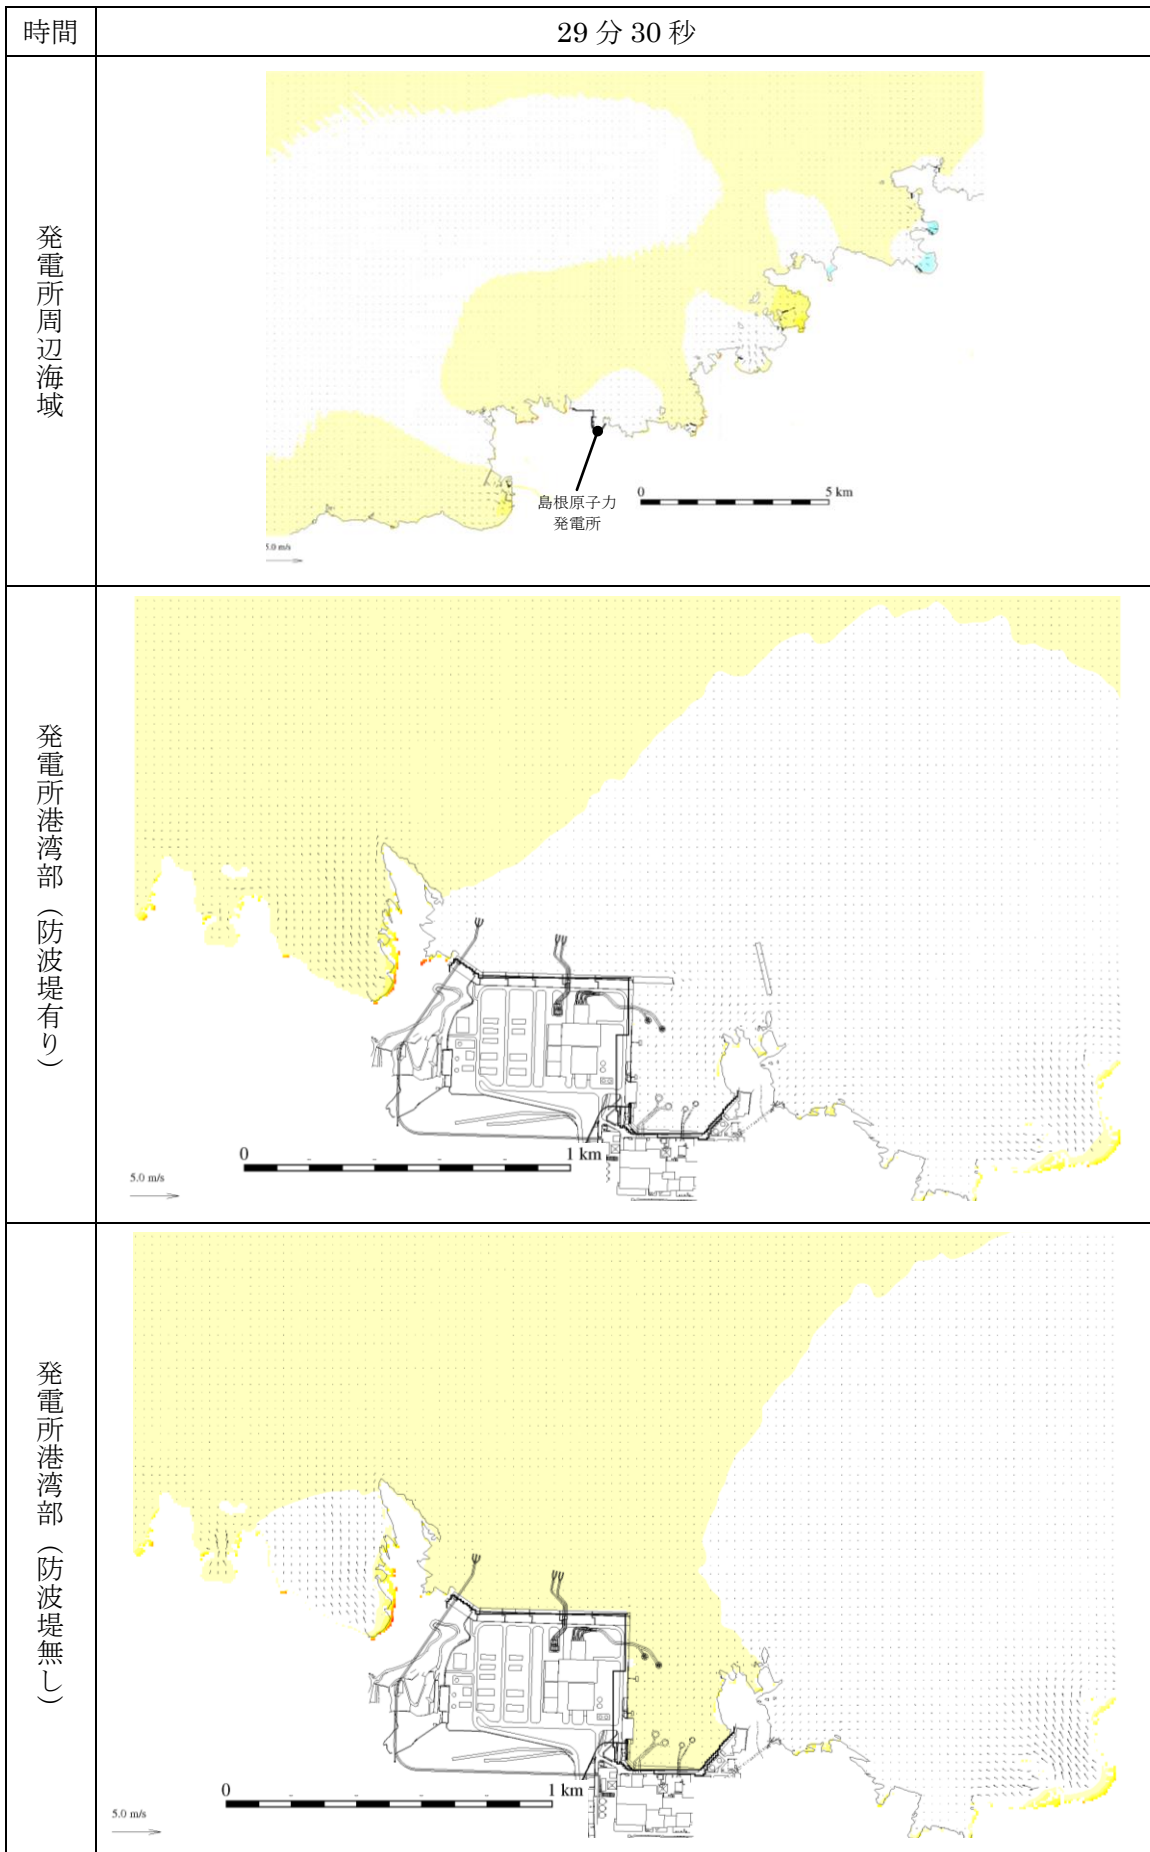 時間
29分30秒
発電所周辺海域
島根原子力
発電所
0 5 km
5.0 m/s
発電所港湾部（防波堤有り）
0 1 km
5.0 m/s
発電所港湾部（防波堤無し）
0 1 km
5.0 m/s